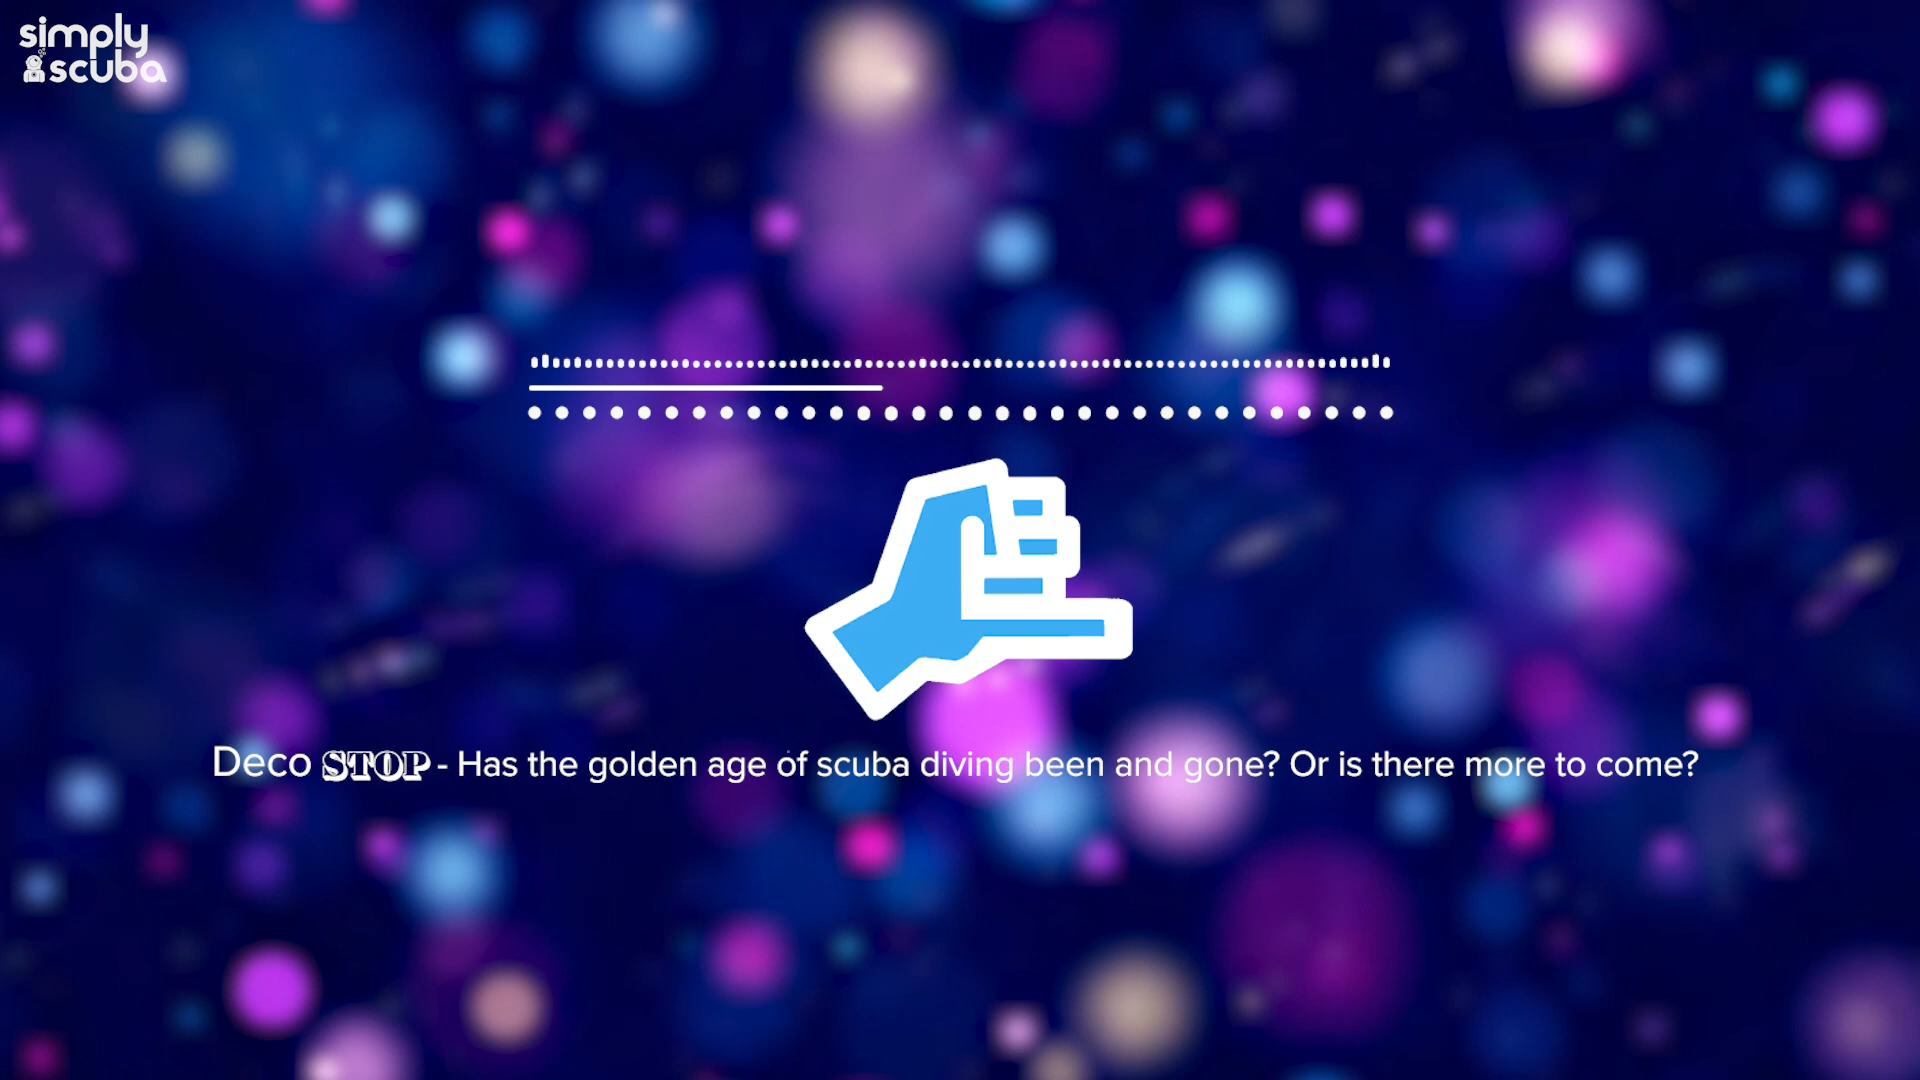 simply
scuba
Deco STOP - Has the golden age of scuba diving been and gone? Or is there more to come?